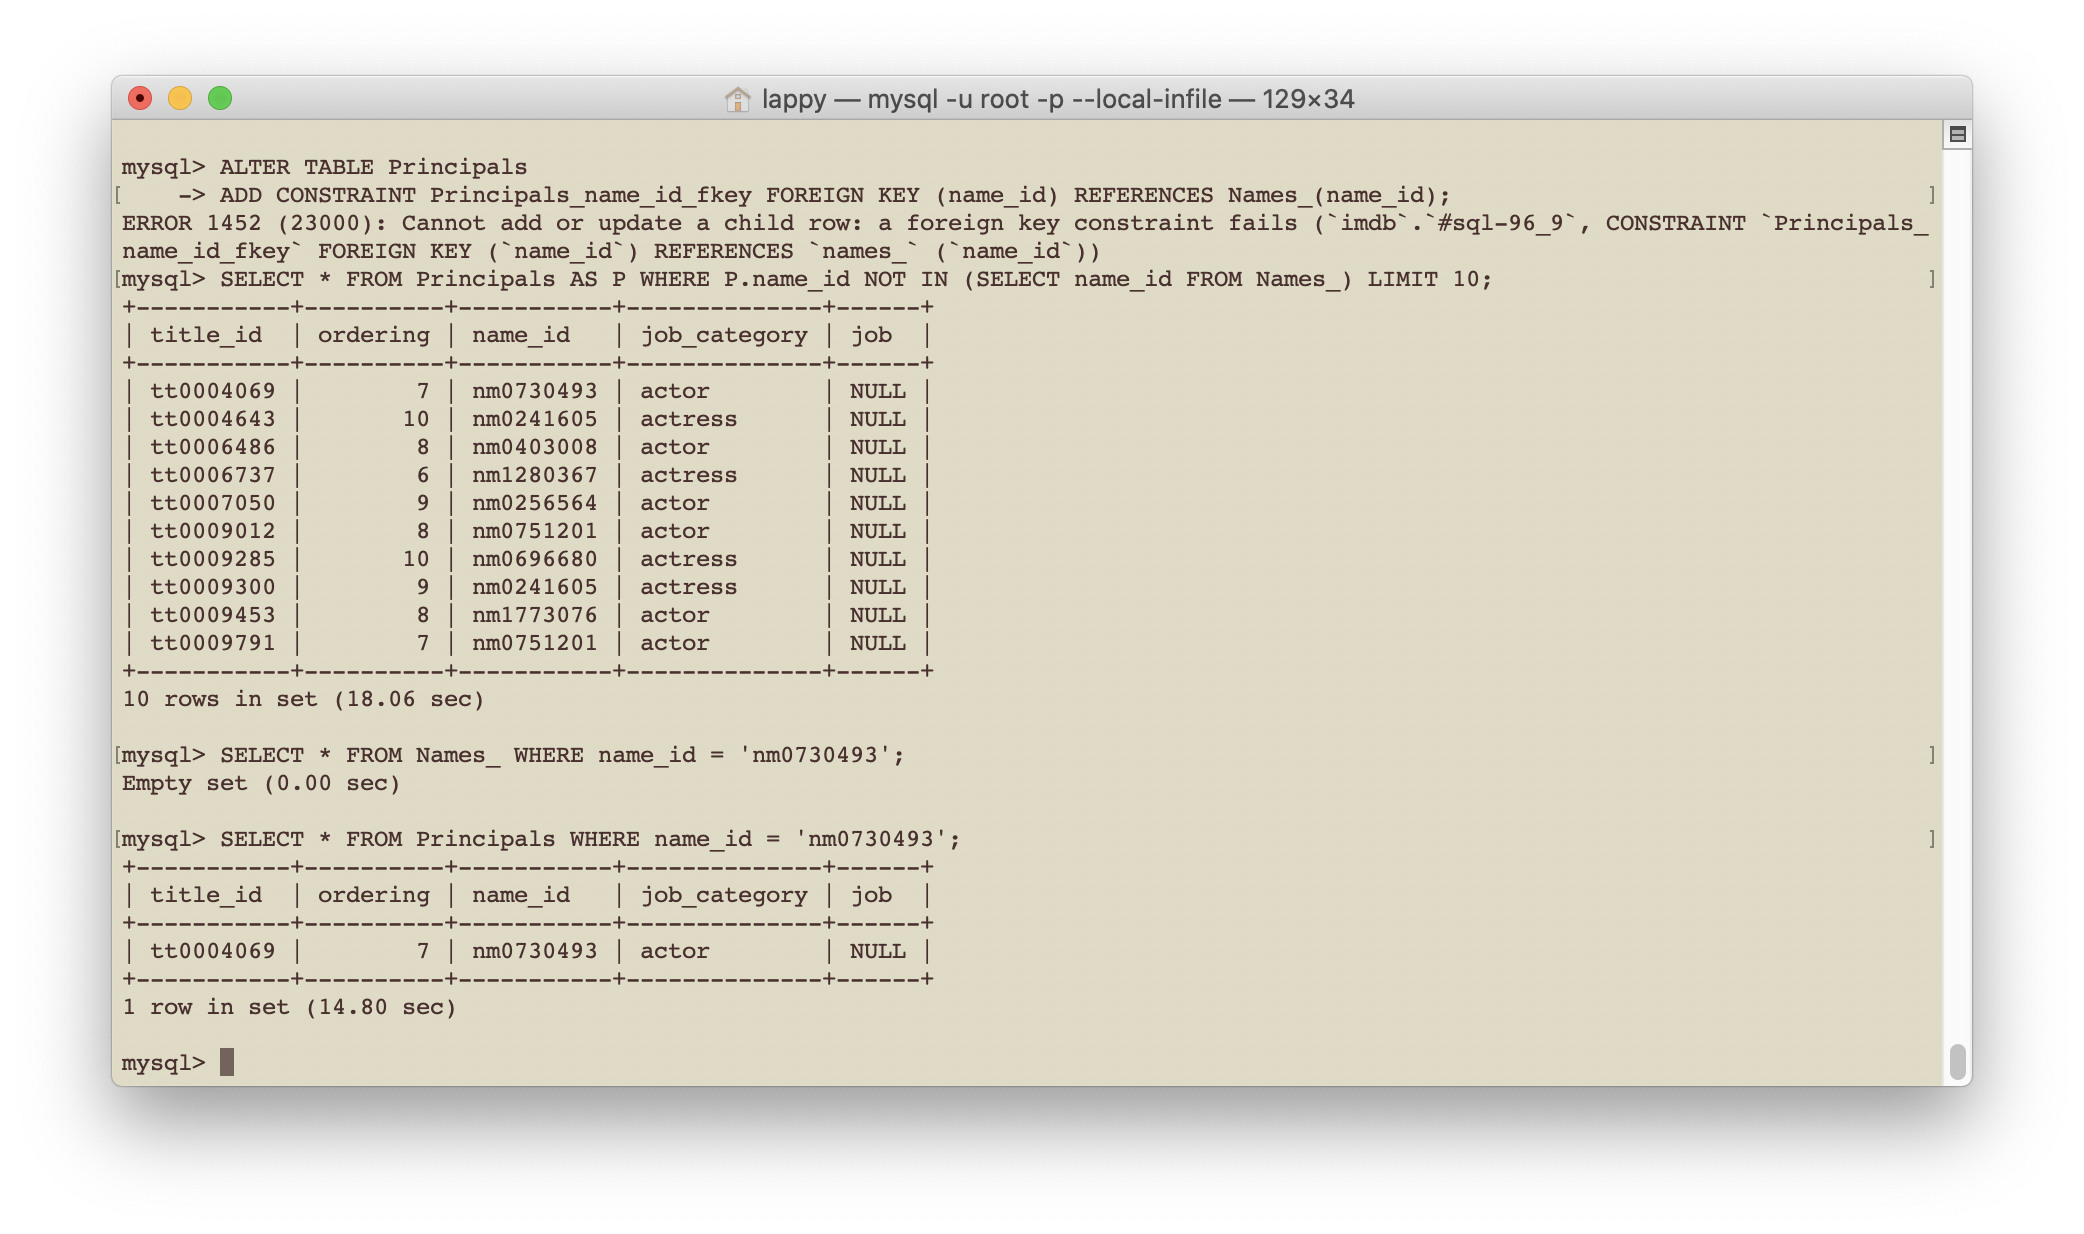 lappy — mysql -u root -p --local-infile — 129×34
mysql> ALTER TABLE Principals
[    -> ADD CONSTRAINT Principals_name_id_fkey FOREIGN KEY (name_id) REFERENCES Names_(name_id);                                  ]
ERROR 1452 (23000): Cannot add or update a child row: a foreign key constraint fails (`imdb`.`#sql-96_9`, CONSTRAINT `Principals_
name_id_fkey` FOREIGN KEY (`name_id`) REFERENCES `names_` (`name_id`))
[mysql> SELECT * FROM Principals AS P WHERE P.name_id NOT IN (SELECT name_id FROM Names_) LIMIT 10;                               ]
+-----------+----------+-----------+--------------+------+
| title_id  | ordering | name_id   | job_category | job  |
+-----------+----------+-----------+--------------+------+
| tt0004069 |        7 | nm0730493 | actor        | NULL |
| tt0004643 |       10 | nm0241605 | actress      | NULL |
| tt0006486 |        8 | nm0403008 | actor        | NULL |
| tt0006737 |        6 | nm1280367 | actress      | NULL |
| tt0007050 |        9 | nm0256564 | actor        | NULL |
| tt0009012 |        8 | nm0751201 | actor        | NULL |
| tt0009285 |       10 | nm0696680 | actress      | NULL |
| tt0009300 |        9 | nm0241605 | actress      | NULL |
| tt0009453 |        8 | nm1773076 | actor        | NULL |
| tt0009791 |        7 | nm0751201 | actor        | NULL |
+-----------+----------+-----------+--------------+------+
10 rows in set (18.06 sec)
[mysql> SELECT * FROM Names_ WHERE name_id = 'nm0730493';                                                                         ]
Empty set (0.00 sec)
[mysql> SELECT * FROM Principals WHERE name_id = 'nm0730493';                                                                     ]
+-----------+----------+-----------+--------------+------+
| title_id  | ordering | name_id   | job_category | job  |
+-----------+----------+-----------+--------------+------+
| tt0004069 |        7 | nm0730493 | actor        | NULL |
+-----------+----------+-----------+--------------+------+
1 row in set (14.80 sec)
mysql>